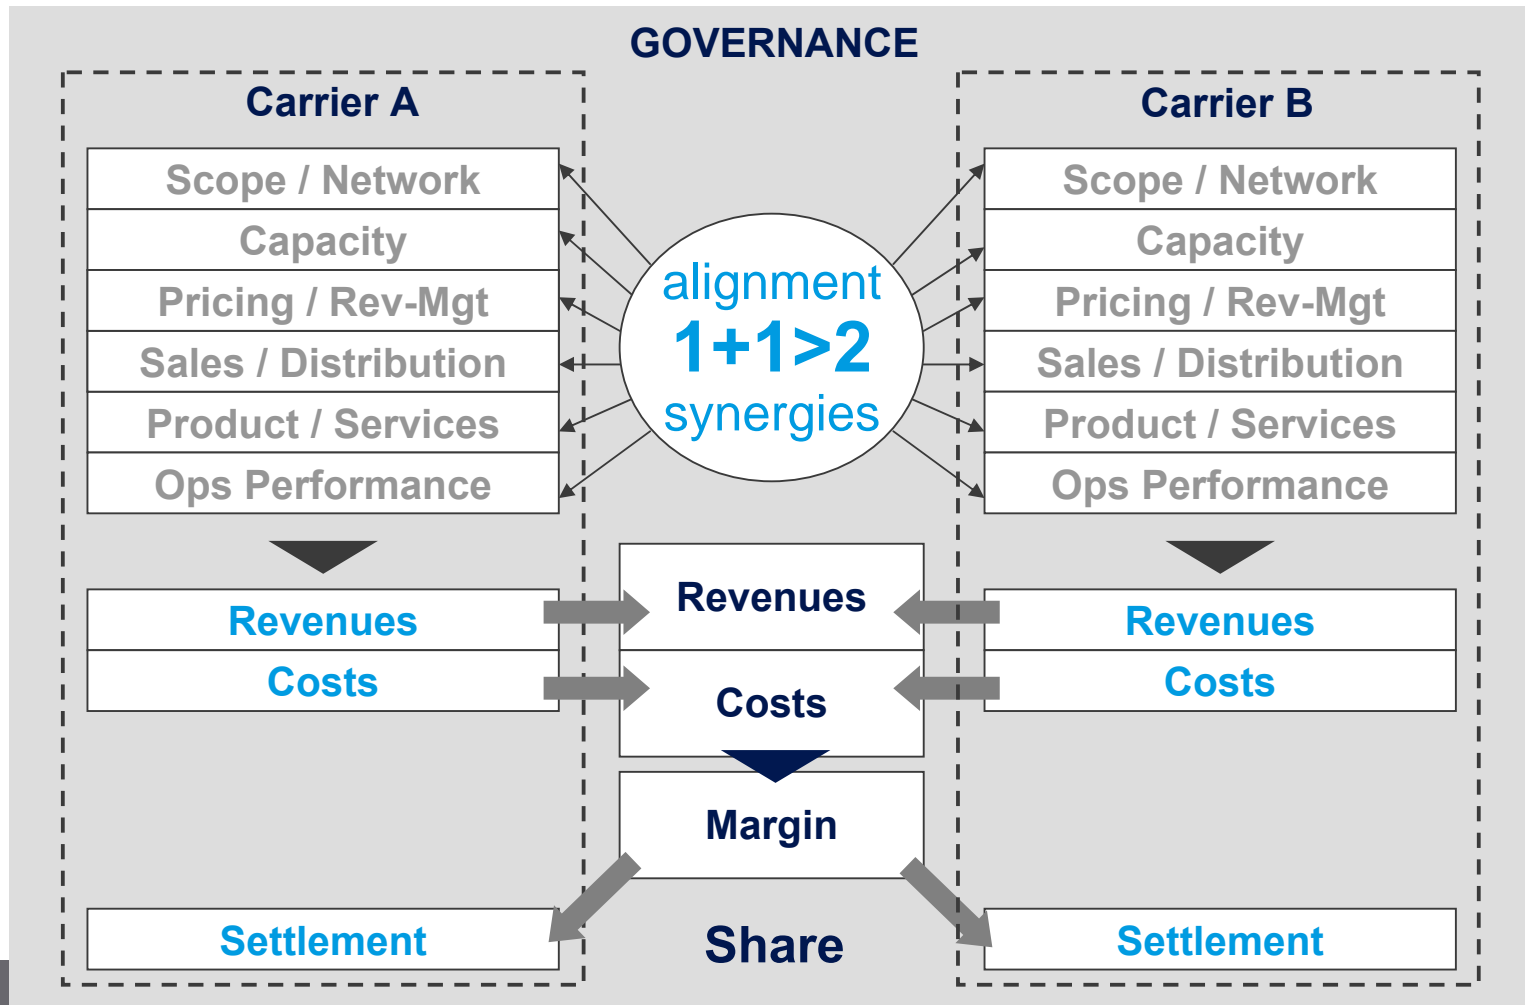 GOVERNANCE
Carrier A
Scope / Network
Capacity
Pricing / Rev-Mgt
Sales / Distribution
Product / Services
Ops Performance
Revenues
Costs
Settlement
alignment
1+1>2
synergies
Revenues
Costs
Margin
Share
Carrier B
Scope / Network
Capacity
Pricing / Rev-Mgt
Sales / Distribution
Product / Services
Ops Performance
Revenues
Costs
Settlement